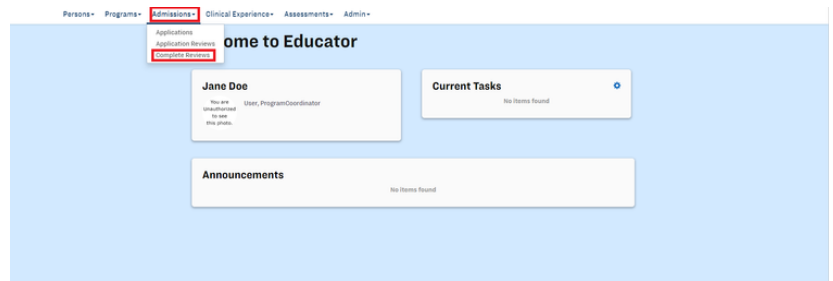 Persons Programs Admissions Clinical Experience Assessments Admin
Applications
Application Reviews
Complete Reviews
ome to Educator
Jane Doe
You are
Unauthorized
to see
this photo.
User, ProgramCoordinator
Current Tasks
No items found
Announcements
No items found